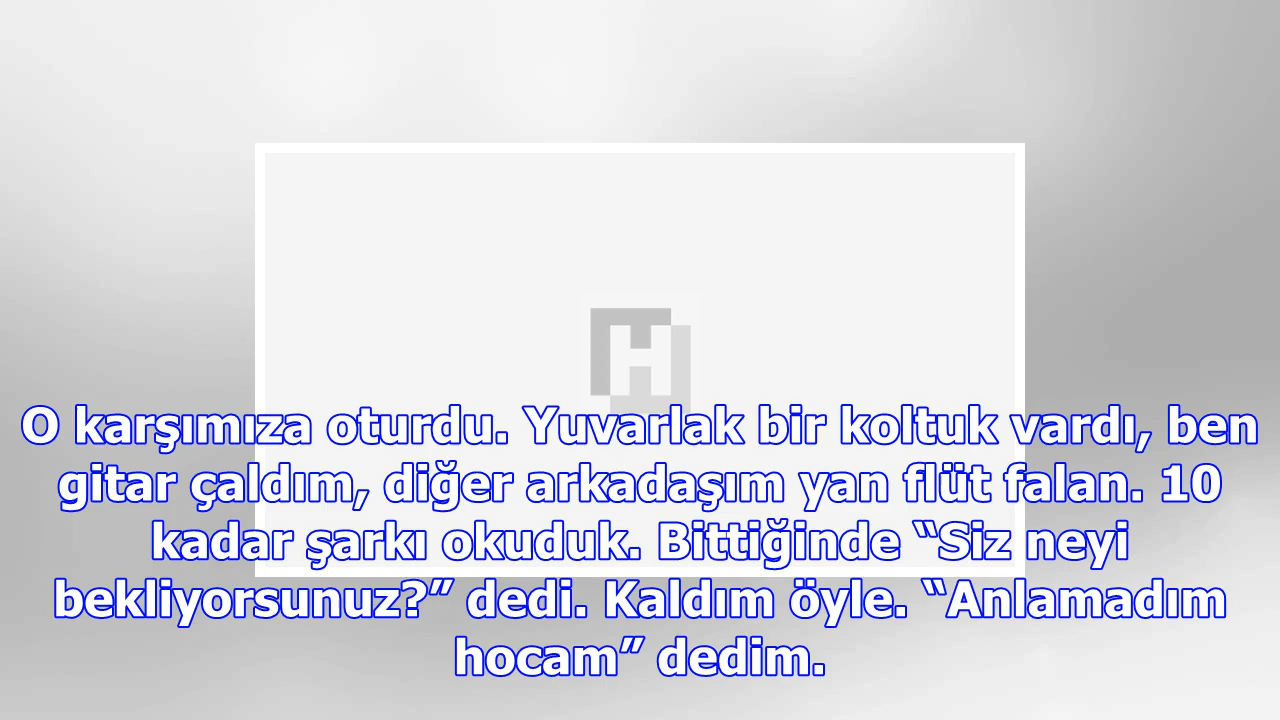 O karşımıza oturdu. Yuvarlak bir koltuk vardı, ben
gitar çaldım, diğer arkadaşım yan flüt falan. 10
kadar şarkı okuduk. Bittiğinde “Siz neyi
bekliyorsunuz?” dedi. Kaldım öyle. “Anlamadım
hocam” dedim.